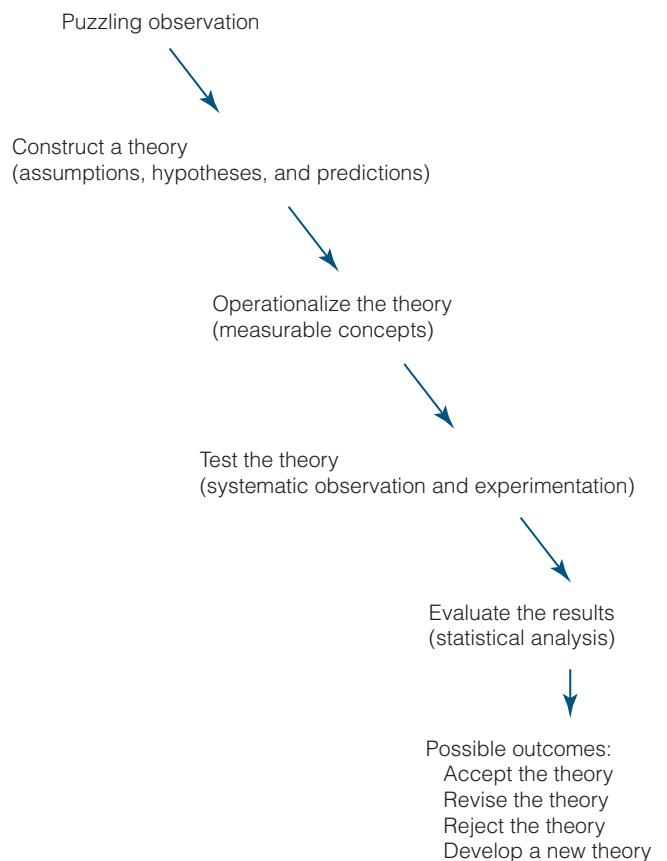 Puzzling observation
Construct a theory
(assumptions, hypotheses, and predictions)
Operationalize the theory
(measurable concepts)
Test the theory
(systematic observation and experimentation)
Evaluate the results
(statistical analysis)
Possible outcomes:
Accept the theory
Revise the theory
Reject the theory
Develop a new theory